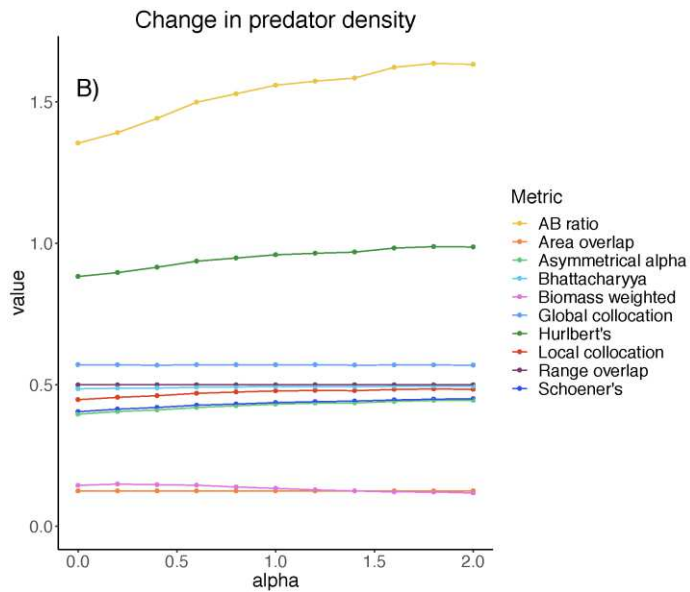 Change in predator density
B)
1.5
1.0
0.5
0.0
value
0.0 0.5 1.0 1.5 2.0
alpha
Metric
AB ratio
Area overlap
Asymmetrical alpha
Bhattacharyya
Biomass weighted
Global collocation
Hurlbert's
Local collocation
Range overlap
Schoener's